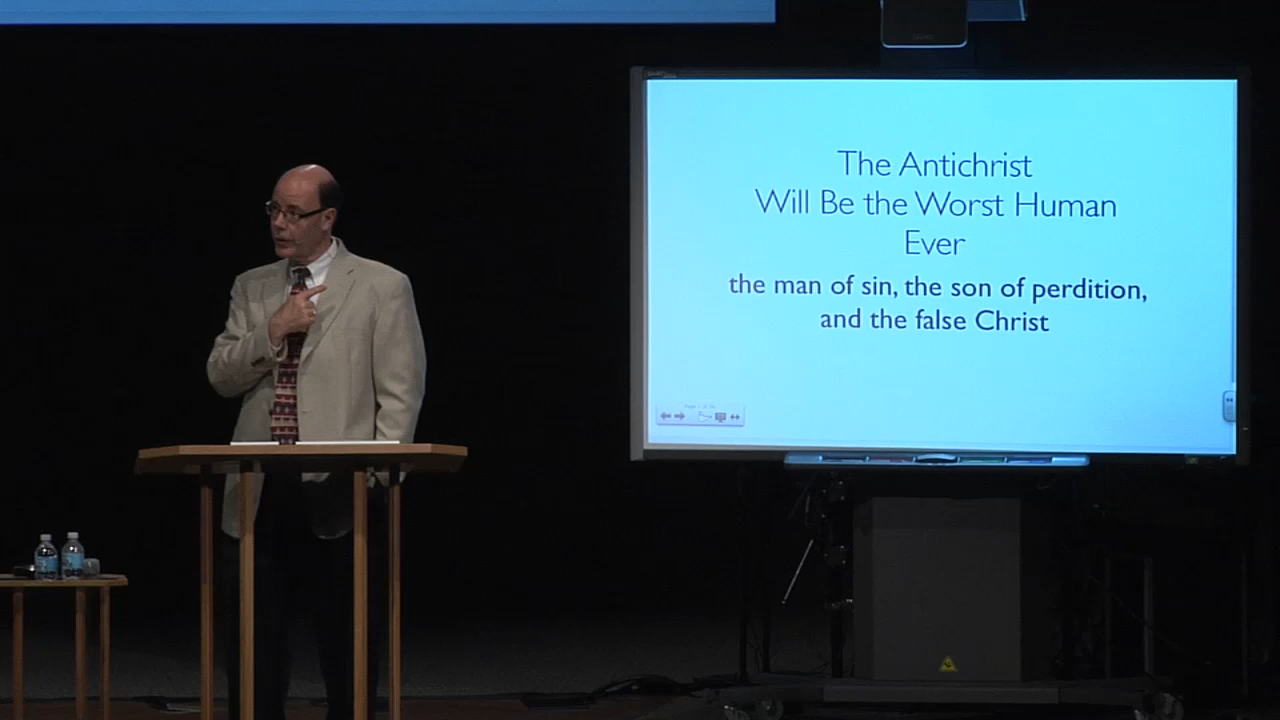 The Antichrist
Will Be the Worst Human
Ever
the man of sin, the son of perdition,
and the false Christ